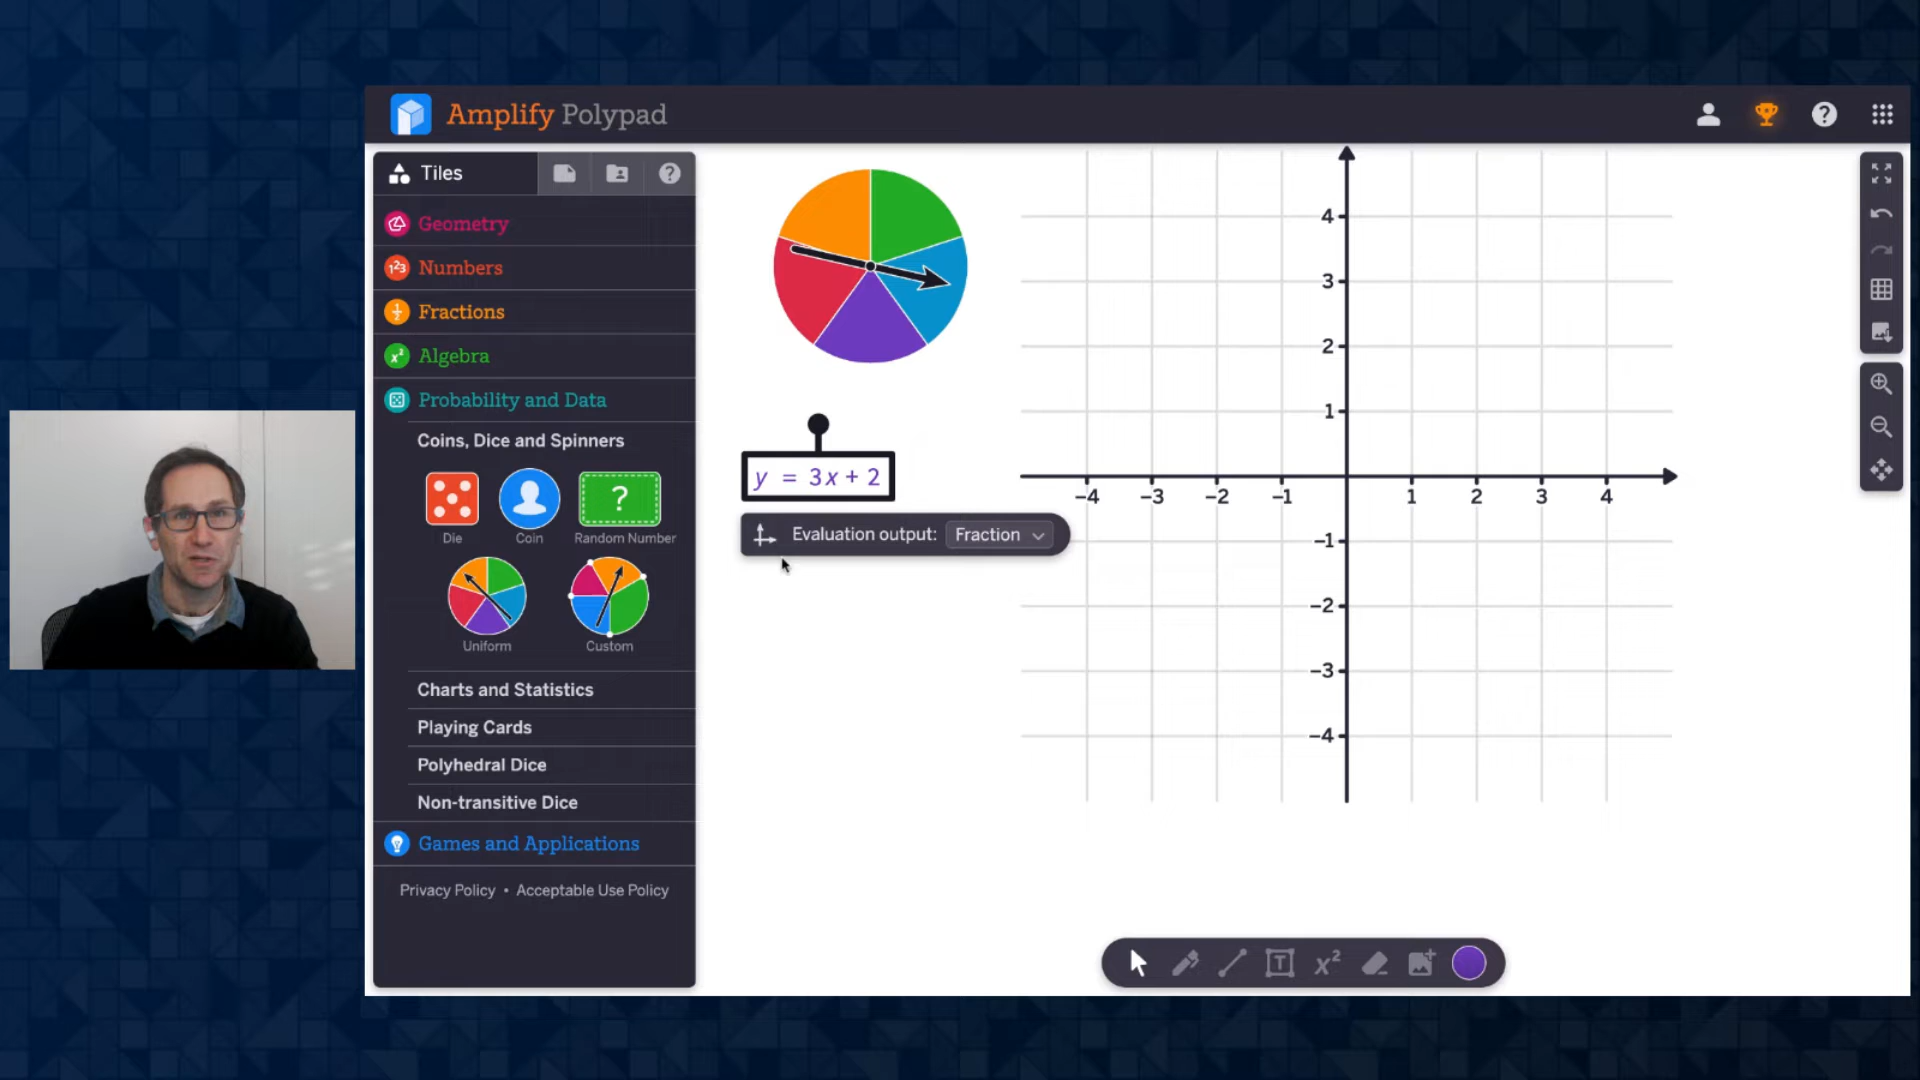 Amplify Polypad
Tiles
Geometry
Numbers
Fractions
Algebra
Probability and Data
Coins, Dice and Spinners
?
Die
Coin
Random Number
Uniform
Custom
Charts and Statistics
Playing Cards
Polyhedral Dice
Non-transitive Dice
Games and Applications
Privacy Policy • Acceptable Use Policy
y = 3x + 2
Evaluation output: Fraction
4
3
2
1
-4 -3 -2 -1 1 2 3 4
-1
-2
-3
-4
T x²